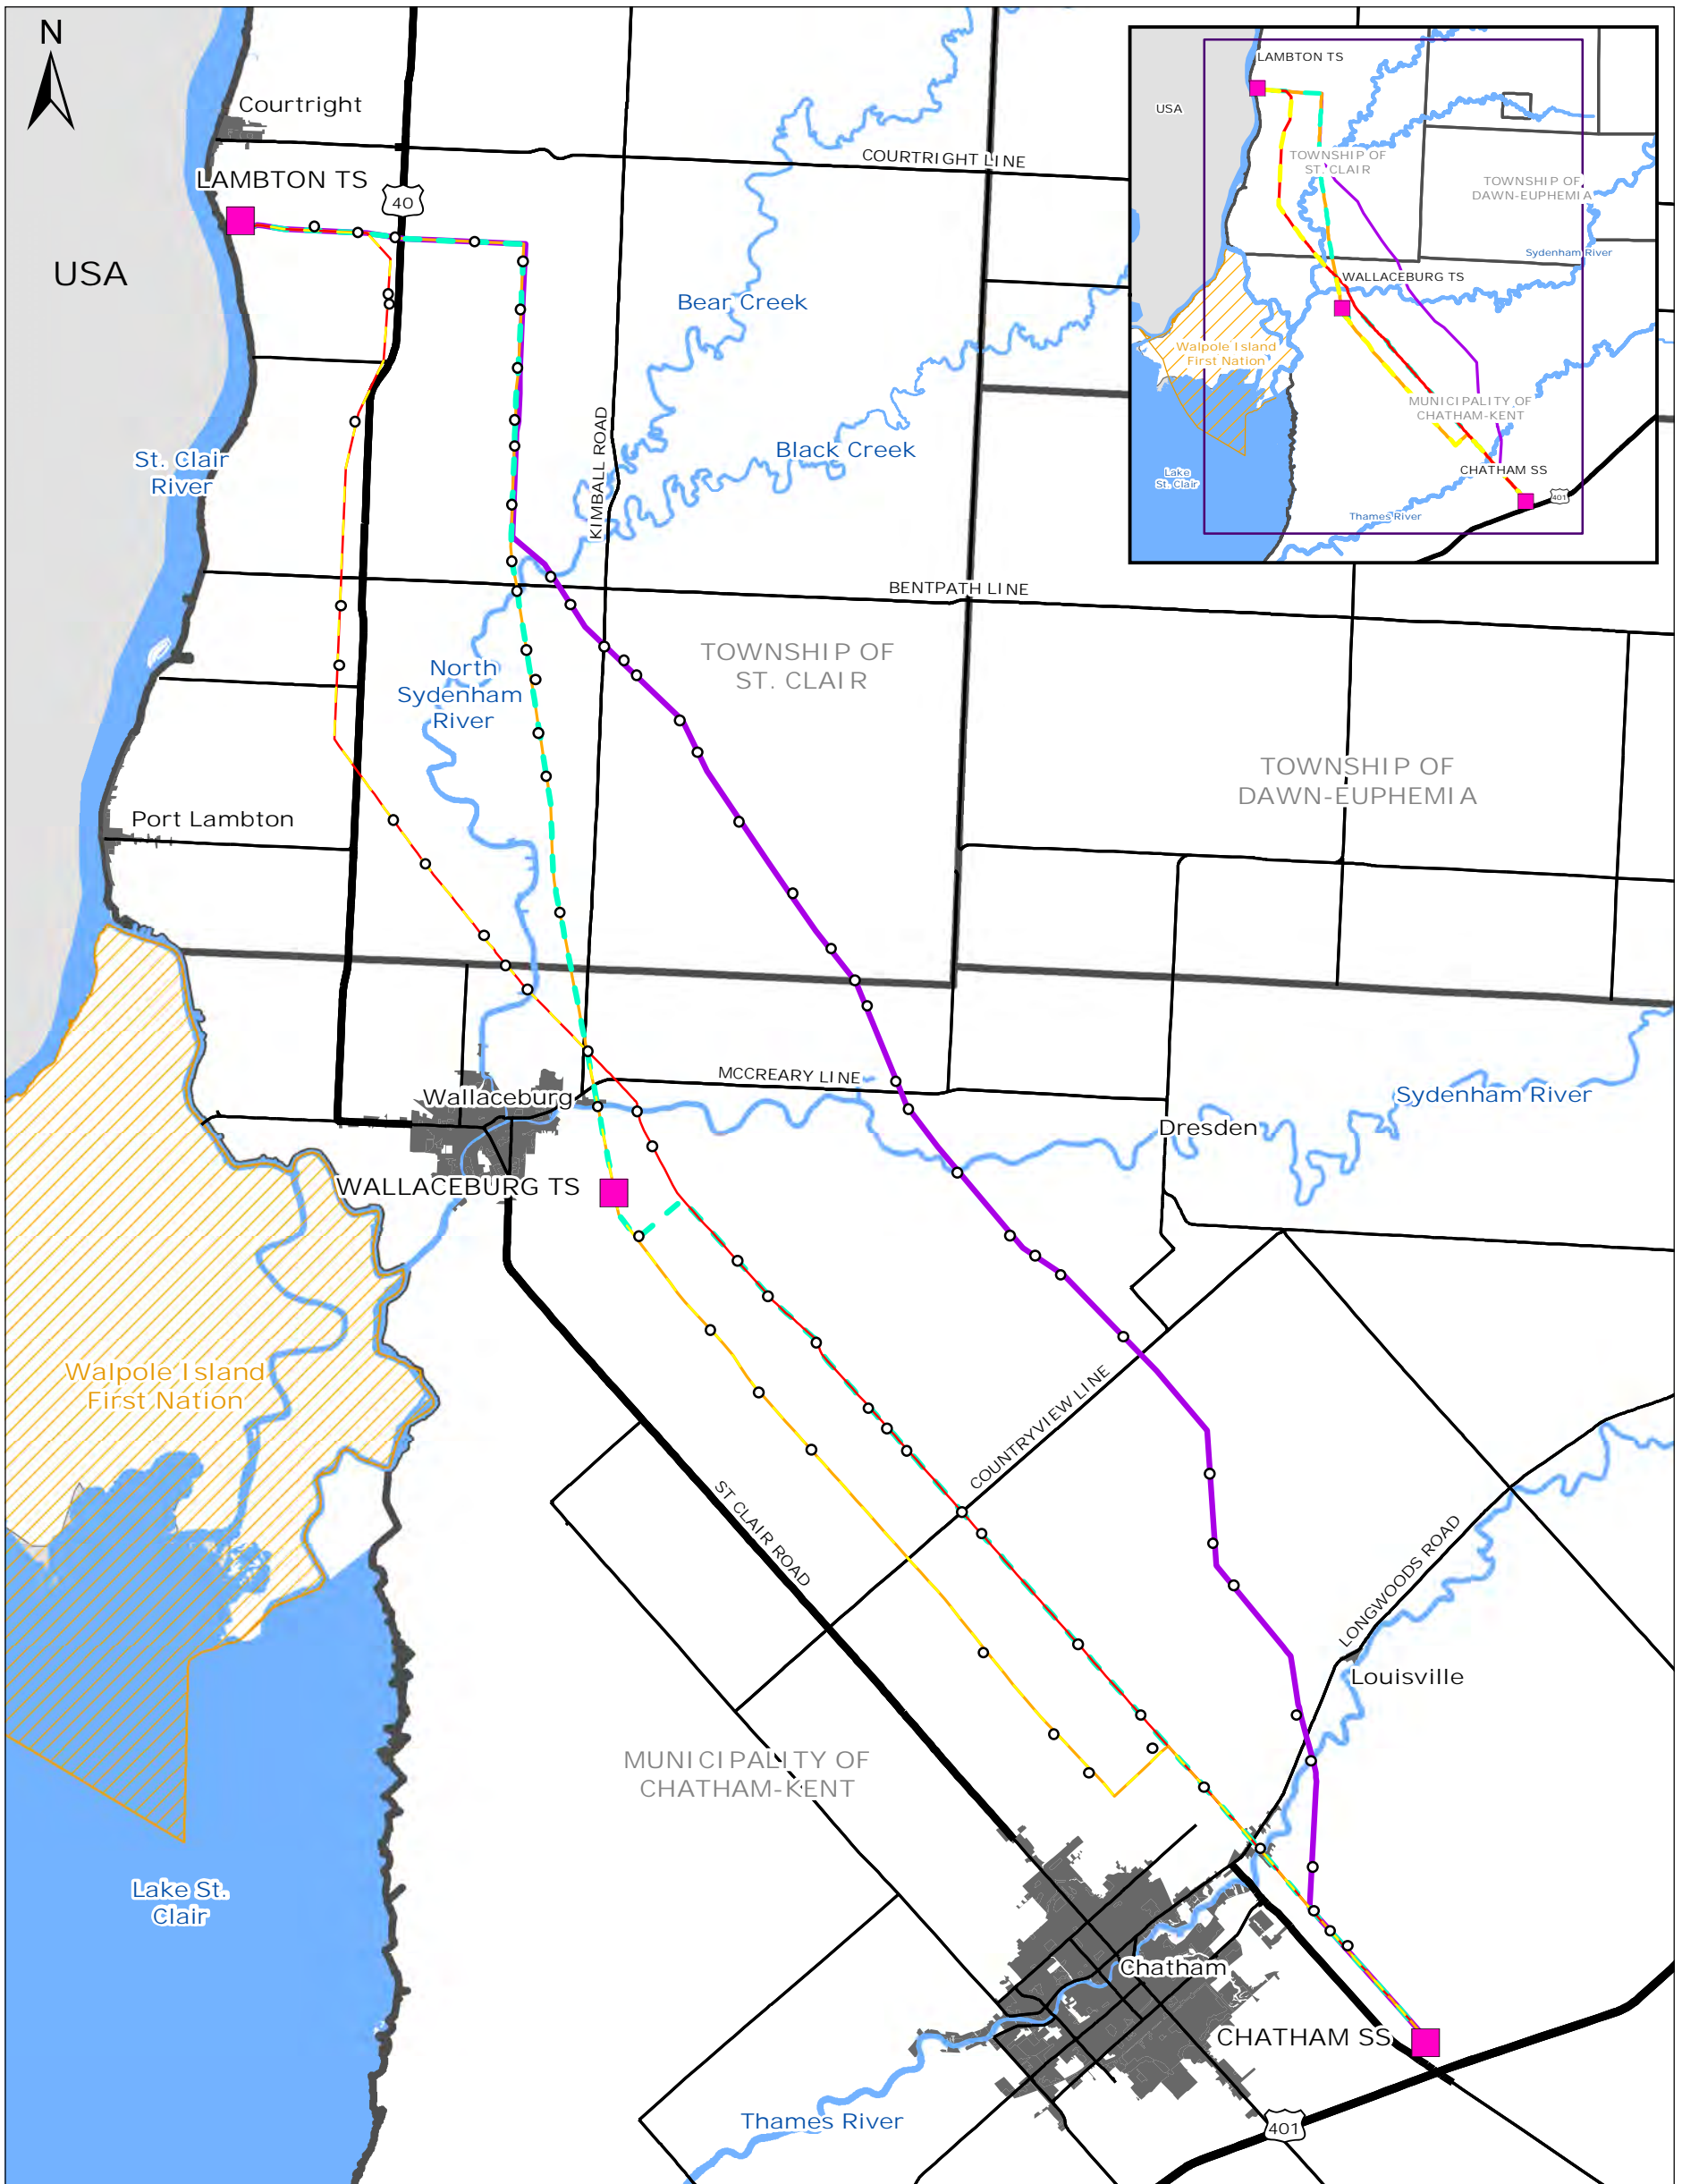 N
Courtright
LAMBTON TS
40
USA
COURTRIGHT LINE
Bear Creek
Black Creek
KIMBALL ROAD
St. Clair
River
BENTPATH LINE
TOWNSHIP OF
ST. CLAIR
North
Sydenham
River
TOWNSHIP OF
DAWN-EUPHEMIA
Port Lambton
MCCREARY LINE
Wallaceburg
Sydenham River
Dresden
WALLACEBURG TS
Walpole Island
First Nation
COUNTRYVIEW LINE
ST CLAIR ROAD
LONGWOODS ROAD
Louisville
MUNICIPALITY OF
CHATHAM-KENT
Lake St.
Clair
Chatham
CHATHAM SS
Thames River
401
LAMBTON TS
USA
TOWNSHIP OF
ST. CLAIR
TOWNSHIP OF
DAWN-EUPHEMIA
Sydenham River
WALLACEBURG TS
Walpole Island
First Nation
MUNICIPALITY OF
CHATHAM-KENT
CHATHAM SS
Lake
St. Clair
401
Thames River